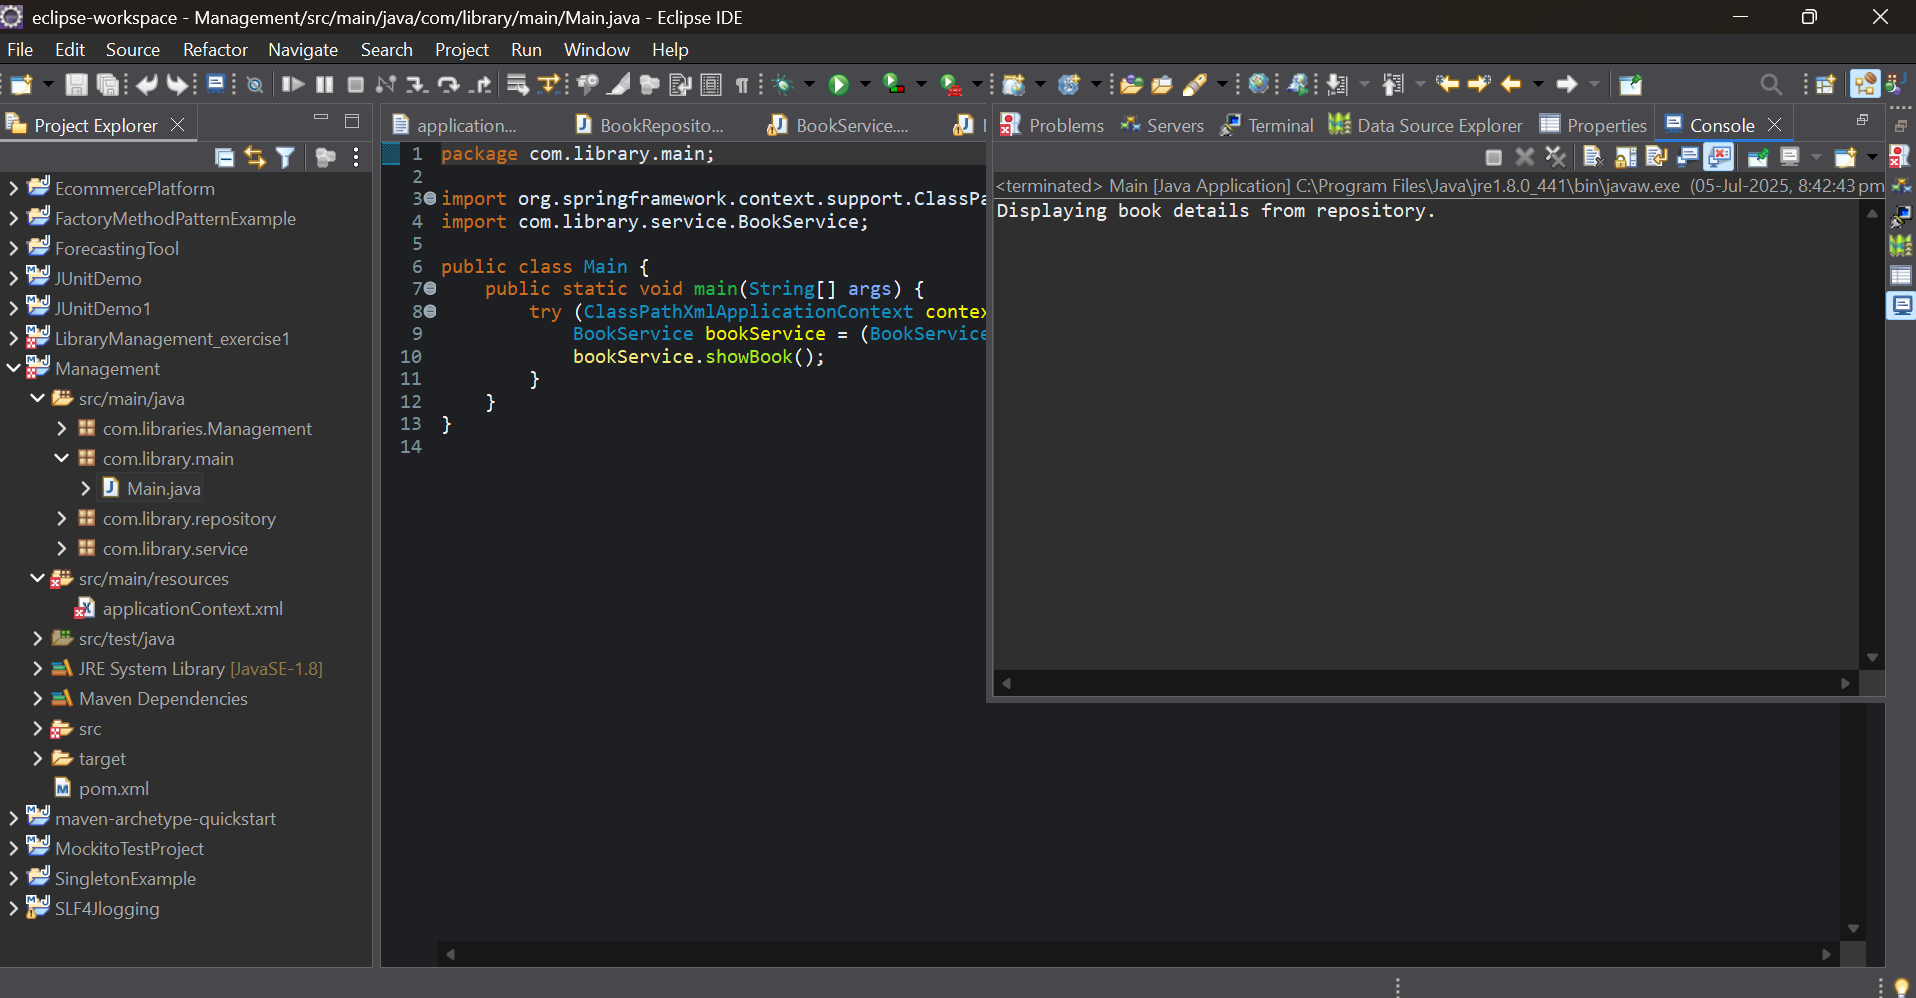 eclipse-workspace - Management/src/main/java/com/library/main/Main.java - Eclipse IDE
File Edit Source Refactor Navigate Search Project Run Window Help
Project Explorer
EcommercePlatform
FactoryMethodPatternExample
ForecastingTool
JUnitDemo
JUnitDemo1
LibraryManagement_exercise1
Management
src/main/java
com.libraries.Management
com.library.main
Main.java
com.library.repository
com.library.service
src/main/resources
applicationContext.xml
src/test/java
JRE System Library [JavaSE-1.8]
Maven Dependencies
src
target
pom.xml
maven-archetype-quickstart
MockitoTestProject
SingletonExample
SLF4Jlogging
application... BookReposito... BookService....
1 package com.library.main;
2
3 import org.springframework.context.support.ClassPa
4 import com.library.service.BookService;
5
6 public class Main {
7 public static void main(String[] args) {
8 try (ClassPathXmlApplicationContext contex
9 BookService bookService = (BookService
10 bookService.showBook();
11 }
12 }
13 }
14
Problems Servers Terminal Data Source Explorer Properties Console
<terminated> Main [Java Application] C:\Program Files\Java\jre1.8.0_441\bin\javaw.exe (05-Jul-2025, 8:42:43 pm
Displaying book details from repository.